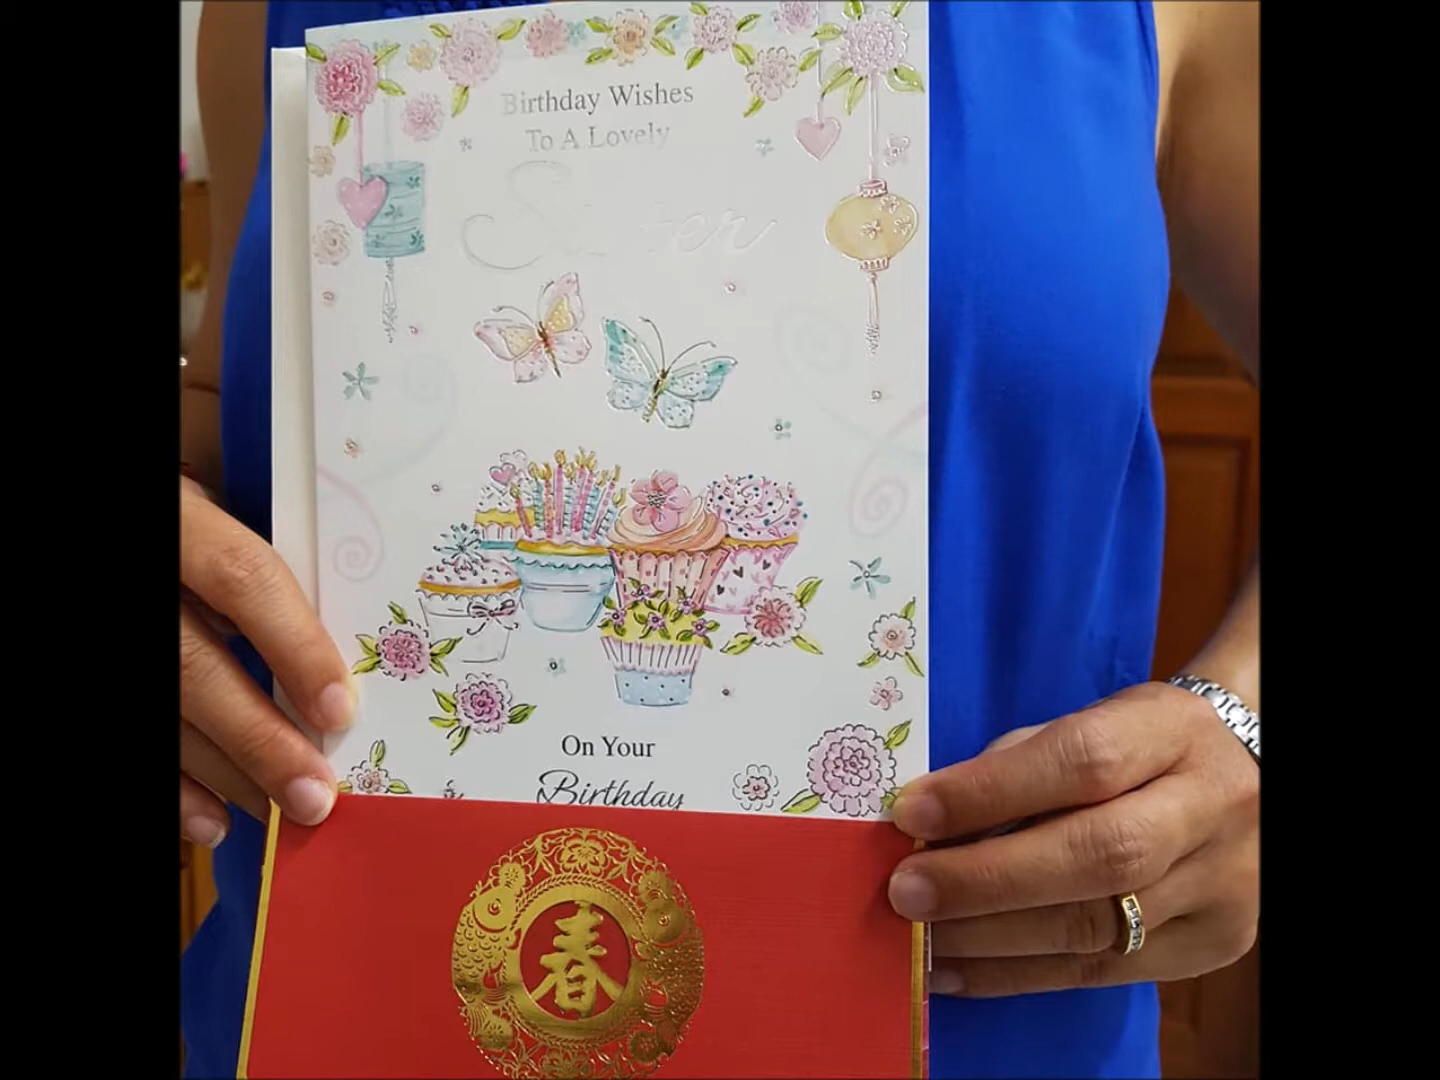 Birthday Wishes
To A Lovely
Sister
On Your
Birthday
春